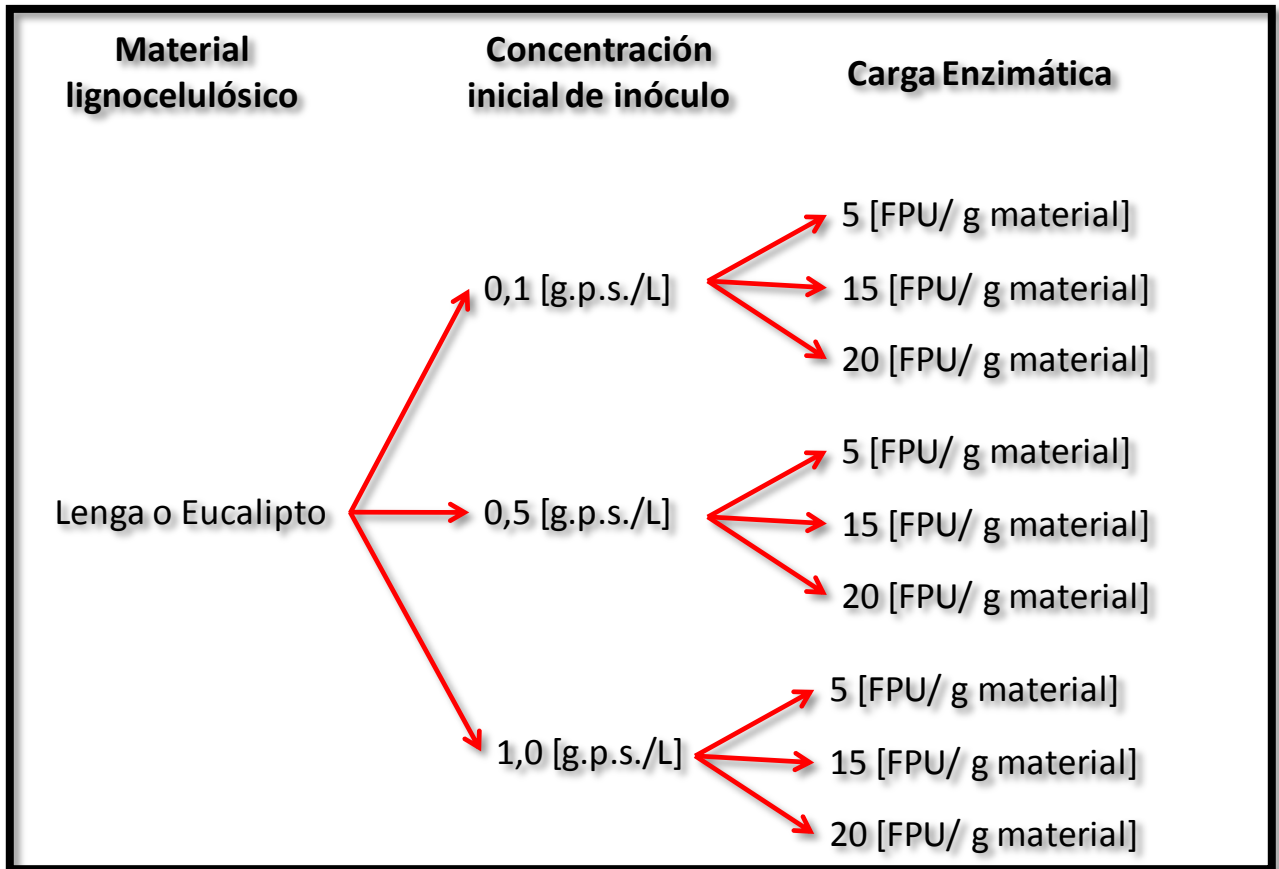 Material
lignocelulósico
Concentración
inicial de inóculo
Carga Enzimática
5 [FPU/ g material]
0,1 [g.p.s./L]
15 [FPU/ g material]
20 [FPU/ g material]
5 [FPU/ g material]
Lenga o Eucalipto
0,5 [g.p.s./L]
15 [FPU/ g material]
20 [FPU/ g material]
5 [FPU/ g material]
1,0 [g.p.s./L]
15 [FPU/ g material]
20 [FPU/ g material]